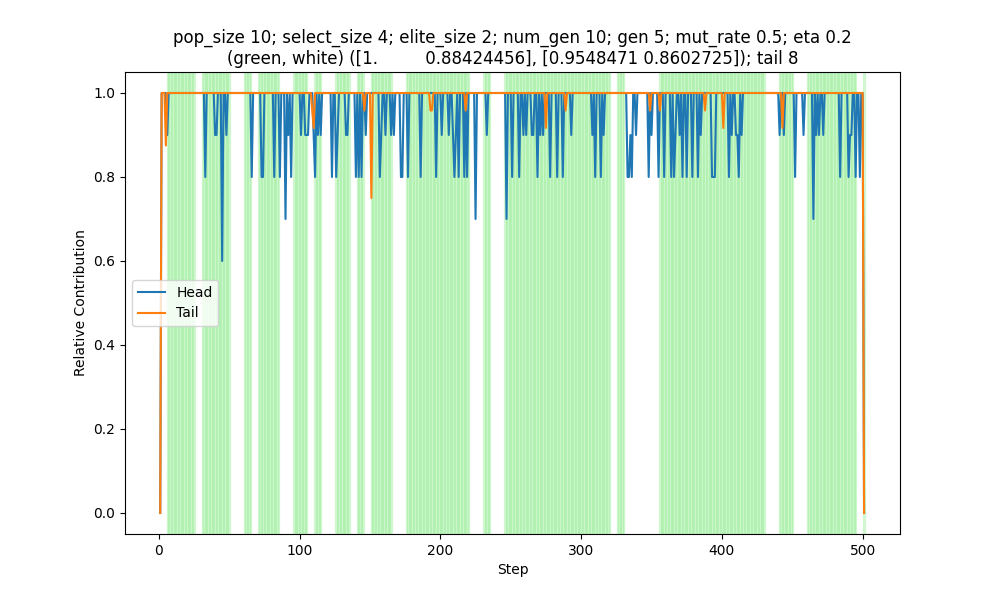 pop_size 10; select_size 4; elite_size 2; num_gen 10; gen 5; mut_rate 0.5; eta 0.2
(green, white) ([1. 0.88424456], [0.9548471 0.8602725]); tail 8
1.0
0.8
0.6
0.4
0.2
0.0
Relative Contribution
Head
Tail
0
100
200
300
400
500
Step